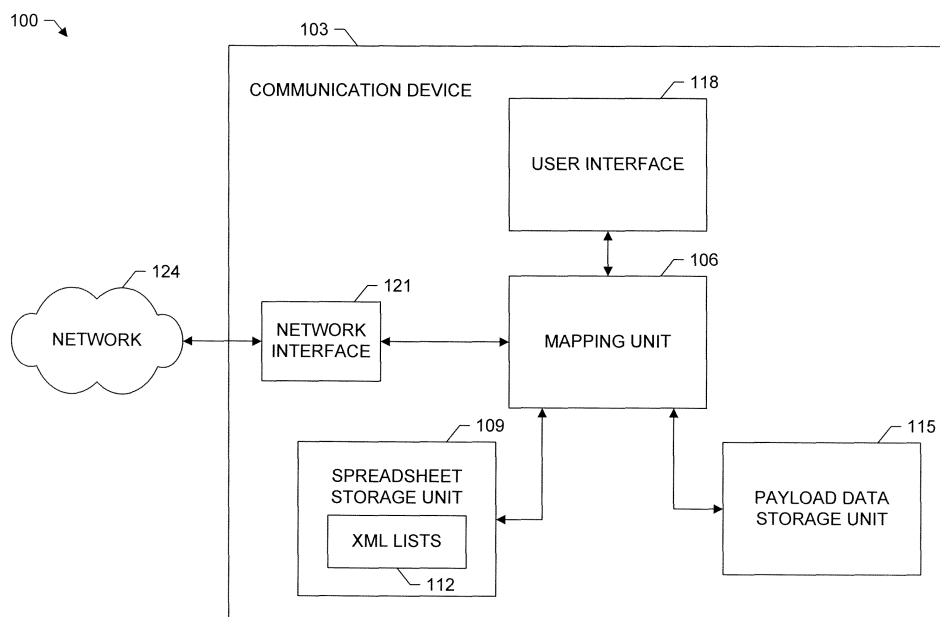 100
103
COMMUNICATION DEVICE
118
USER INTERFACE
124
NETWORK
121
NETWORK
INTERFACE
106
MAPPING UNIT
109
SPREADSHEET
STORAGE UNIT
XML LISTS
112
115
PAYLOAD DATA
STORAGE UNIT